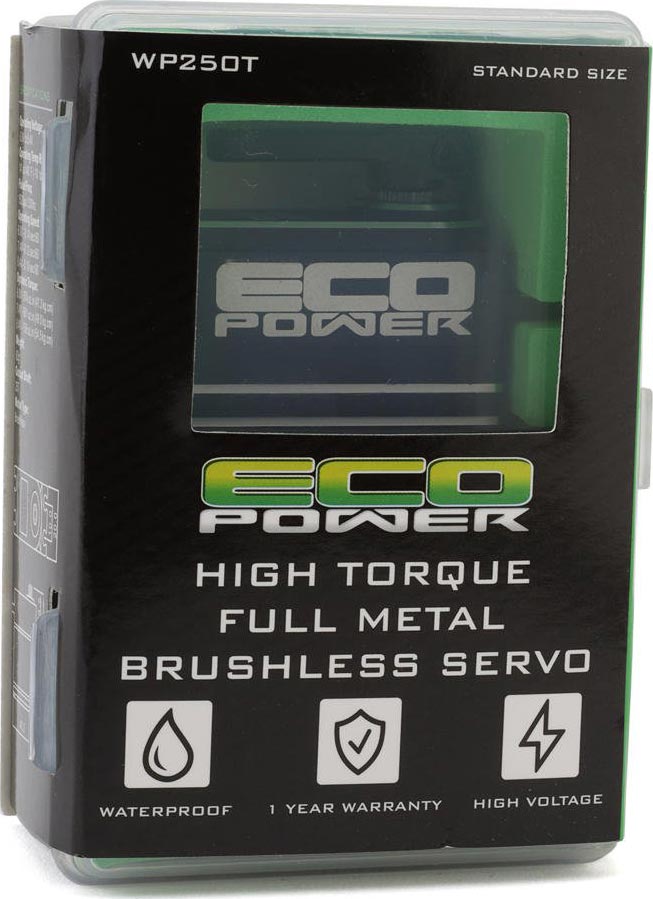 WP250T
STANDARD SIZE
ECO
POWER
ECO
POWER
HIGH TORQUE
FULL METAL
BRUSHLESS SERVO
WATERPROOF
1 YEAR WARRANTY
HIGH VOLTAGE